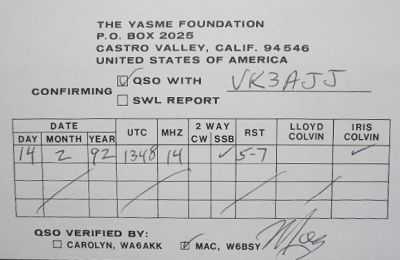 THE YASME FOUNDATION
P.O. BOX 2025
CASTRO VALLEY, CALIF. 94546
UNITED STATES OF AMERICA
CONFIRMING ☑ QSO WITH VK3AJJ
☐ SWL REPORT
DATE UTC MHZ 2 WAY RST LLOYD COLVIN IRIS COLVIN
DAY MONTH YEAR CW SSB
14 2 92 1348 14 ✓ 5-7 ✓
QSO VERIFIED BY:
☐ CAROLYN, WA6AKK ☑ MAC, W6BSY Mac